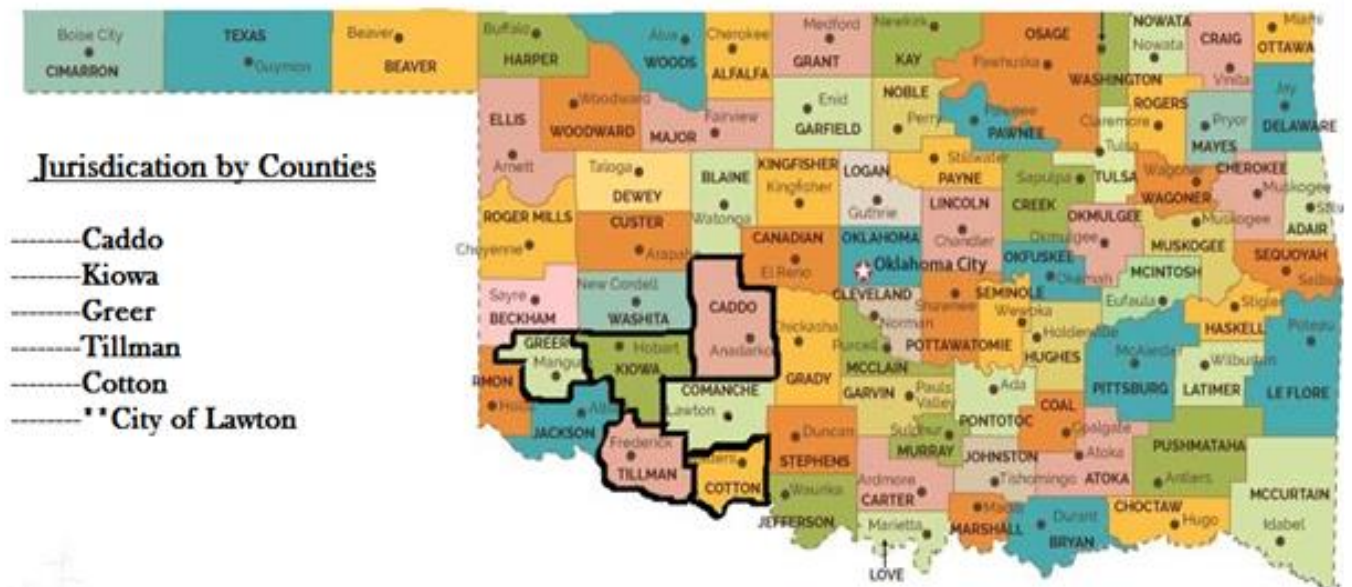 Boise City
CIMARRON
TEXAS
Guymon
Beaver
BEAVER
Buffalo
HARPER
Alva
WOODS
Cherokee
ALFALFA
Medford
GRANT
Newkirk
KAY
OSAGE
Pawhuska
WASHINGTON
NOWATA
Nowata
CRAIG
Vinita
Miami
OTTAWA
ELLIS
Arnett
Woodward
WOODWARD
MAJOR
Fairview
Enid
GARFIELD
NOBLE
Perry
Pawnee
PAWNEE
ROGERS
Claremore
Pryor
MAYES
Jay
DELAWARE
Jurisdication by Counties
Taloga
DEWEY
BLAINE
Watonga
KINGFISHER
Kingfisher
LOGAN
Guthrie
Stillwater
PAYNE
Sapulpa
CREEK
Tulsa
TULSA
Wagoner
WAGONER
CHEROKEE
Muskogee
ADAIR
ROGER MILLS
Cheyenne
CUSTER
Arapah
CANADIAN
El Reno
OKLAHOMA
Oklahoma City
LINCOLN
Chandler
OKMULGEE
Okmulgee
OKFUSKEE
Okemah
Muskogee
MUSKOGEE
MCINTOSH
Eufaula
SEQUOYAH
--------Caddo
--------Kiowa
--------Greer
--------Tillman
--------Cotton
--------**City of Lawton
Sayre
BECKHAM
New Cordell
WASHITA
CADDO
Anadarko
CLEVELAND
Norman
Shawnee
POTTAWATOMIE
SEMINOLE
Wewoka
Holdenville
HUGHES
Stigler
HASKELL
Poteau
LE FLORE
GREER
Mangu
Hobart
KIOWA
Chickasha
GRADY
Purcell
MCCLAIN
McAlester
PITTSBURG
Wilburton
LATIMER
RMON
Hollis
Altus
JACKSON
COMANCHE
Lawton
GARVIN
Pauls
Valley
Ada
PONTOTOC
COAL
Coalgate
Frederick
TILLMAN
COTTON
Duncan
STEPHENS
Sulphur
MURRAY
JOHNSTON
Tishomingo
Atoka
ATOKA
PUSHMATAHA
Antlers
Waurika
JEFFERSON
Ardmore
CARTER
Marietta
LOVE
MARSHALL
Durant
BRYAN
CHOCTAW
Hugo
MCCURTAIN
Idabel